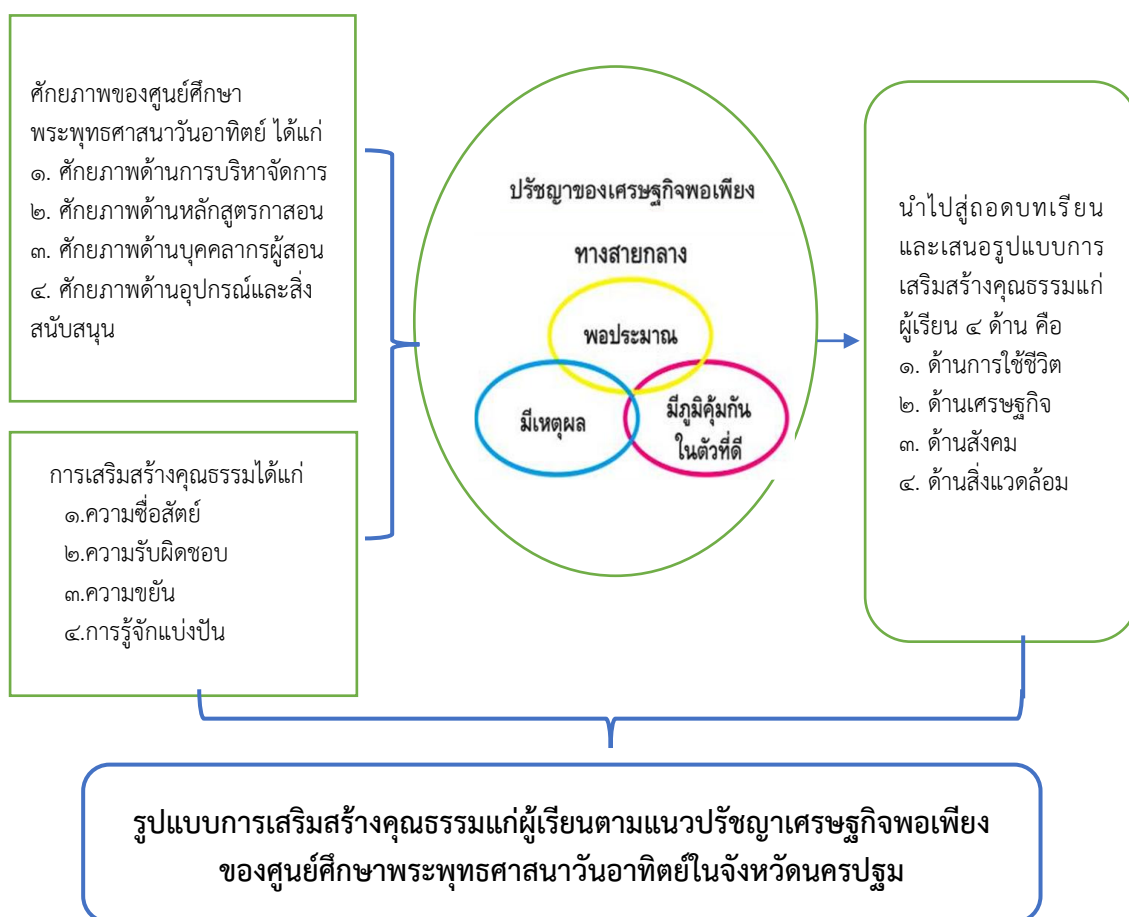 ศักยภาพของศูนย์ศึกษา
พระพุทธศาสนาวันอาทิตย์ ได้แก่
๑. ศักยภาพด้านการบริหาจัดการ
๒. ศักยภาพด้านหลักสูตรกาสอน
๓. ศักยภาพด้านบุคคลากรผู้สอน
๔. ศักยภาพด้านอุปกรณ์และสิ่ง
สนับสนุน
การเสริมสร้างคุณธรรมได้แก่
๑.ความซื่อสัตย์
๒.ความรับผิดชอบ
๓.ความขยัน
๔.การรู้จักแบ่งปัน
ปรัชญาของเศรษฐกิจพอเพียง
ทางสายกลาง
พอประมาณ
มีเหตุผล
มีภูมิคุ้มกัน
ในตัวที่ดี
นำไปสู่ถอดบทเรียน
และเสนอรูปแบบการ
เสริมสร้างคุณธรรมแก่
ผู้เรียน ๔ ด้าน คือ
๑. ด้านการใช้ชีวิต
๒. ด้านเศรษฐกิจ
๓. ด้านสังคม
๔. ด้านสิ่งแวดล้อม
รูปแบบการเสริมสร้างคุณธรรมแก่ผู้เรียนตามแนวปรัชญาเศรษฐกิจพอเพียง
ของศูนย์ศึกษาพระพุทธศาสนาวันอาทิตย์ในจังหวัดนครปฐม